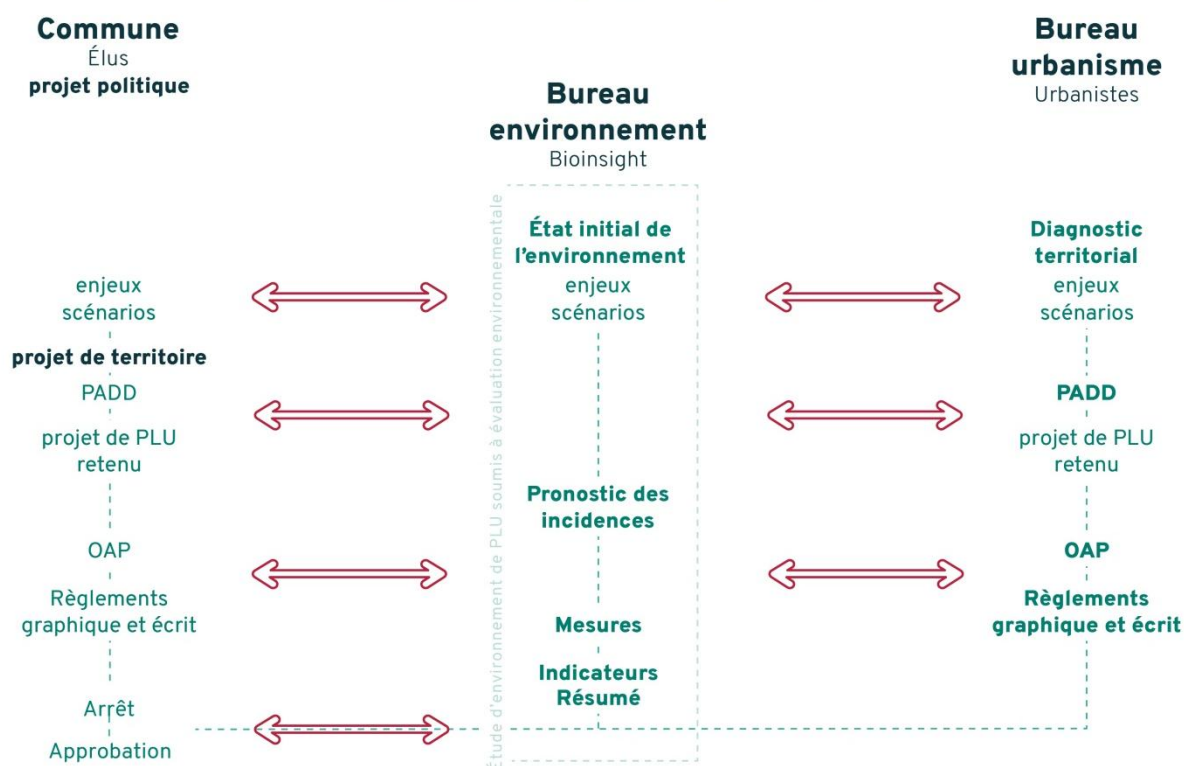 Commune
Élus
projet politique
enjeux
scénarios
projet de territoire
PADD
projet de PLU
retenu
OAP
Règlements
graphique et écrit
Arrêt
Approbation
Bureau
environnement
Bioinsight
Étude d'environnement de PLU soumis à évaluation environnementale
État initial de
l'environnement
enjeux
scénarios
Pronostic des
incidences
Mesures
Indicateurs
Résumé
Bureau
urbanisme
Urbanistes
Diagnostic
territorial
enjeux
scénarios
PADD
projet de PLU
retenu
OAP
Règlements
graphique et écrit